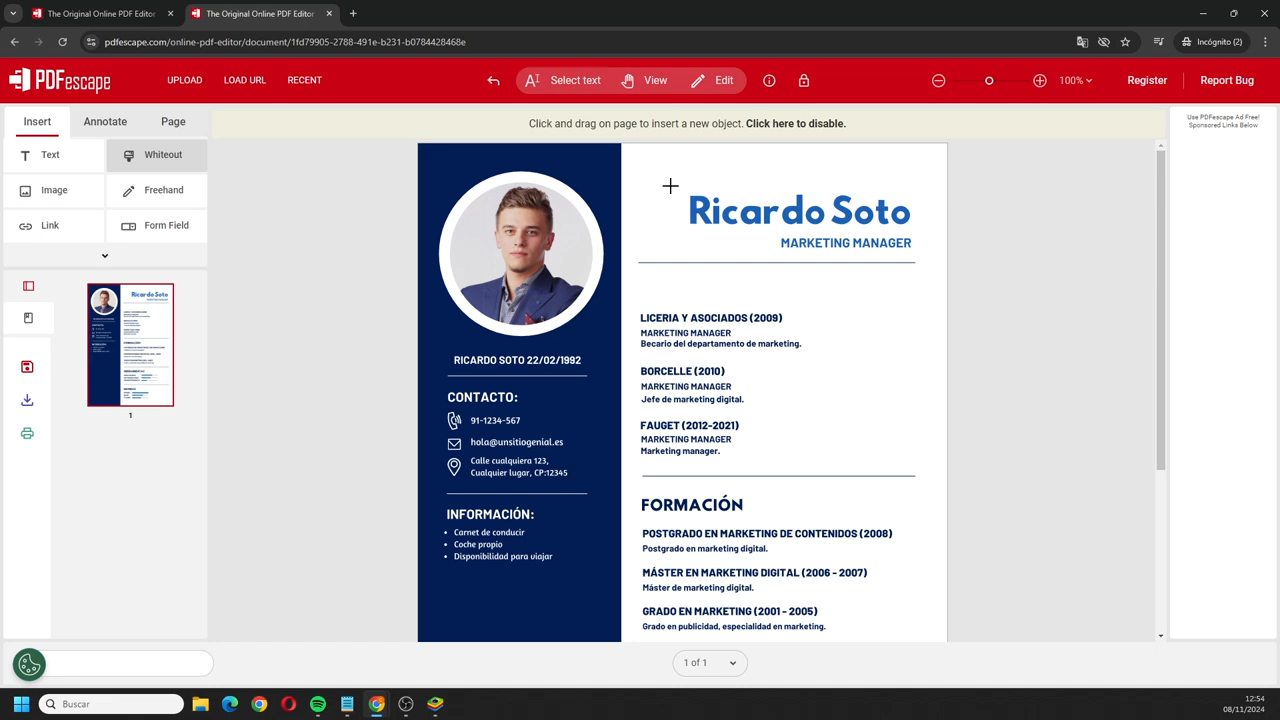 The Original Online PDF Editor
The Original Online PDF Editor
pdfescape.com/online-pdf-editor/document/1fd79905-2788-491e-b231-b0784428468e
Incógnito (2)
PDFescape
UPLOAD
LOAD URL
RECENT
Select text
View
Edit
100%
Register
Report Bug
Insert
Annotate
Page
Click and drag on page to insert a new object. Click here to disable.
Use PDFescape Ad Free!
Sponsored Links Below
Text
Whiteout
Image
Freehand
Link
Form Field
1
Ricardo Soto
MARKETING MANAGER
RICARDO SOTO 22/02/1992
CONTACTO:
91-1234-567
hola@unsitiogenial.es
Calle cualquiera 123,
Cualquier lugar, CP:12345
INFORMACIÓN:
• Carnet de conducir
• Coche propio
• Disponibilidad para viajar
LICERIA Y ASOCIADOS (2009)
MARKETING MANAGER
Becario del departamento de marketing.
BORCELLE (2010)
MARKETING MANAGER
Jefe de marketing digital.
FAUGET (2012-2021)
MARKETING MANAGER
Marketing manager.
FORMACIÓN
POSTGRADO EN MARKETING DE CONTENIDOS (2008)
Postgrado en marketing digital.
MÁSTER EN MARKETING DIGITAL (2006 - 2007)
Máster de marketing digital.
GRADO EN MARKETING (2001 - 2005)
Grado en publicidad, especialidad en marketing.
1 of 1
Buscar
12:54
08/11/2024